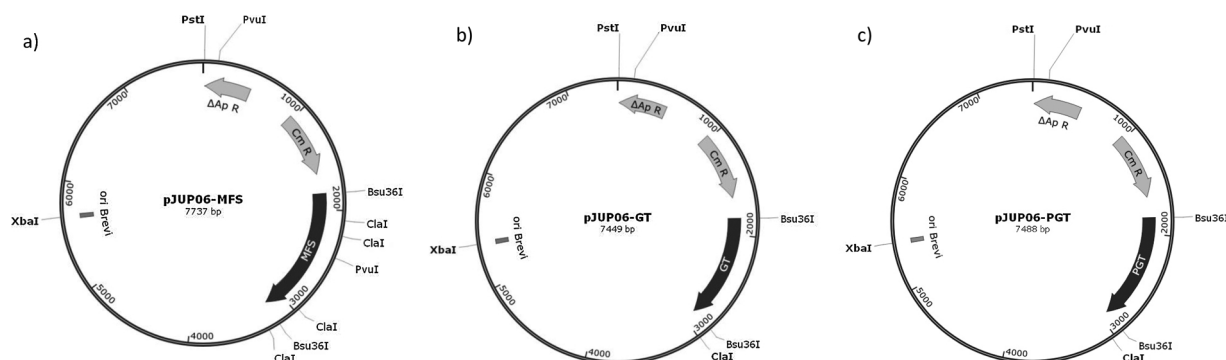 a)
PstI
PvuI
ΔAp R
1000
Cm R
Bsu36I
2000
ClaI
ClaI
PvuI
MFS
3000
ClaI
Bsu36I
ClaI
4000
5000
XbaI
ori Brevi
6000
7000
pJUP06-MFS
7737 bp
b)
PstI
PvuI
ΔAp R
1000
Cm R
Bsu36I
2000
GT
3000
Bsu36I
ClaI
4000
5000
XbaI
ori Brevi
6000
7000
pJUP06-GT
7449 bp
c)
PstI
PvuI
ΔAp R
1000
Cm R
Bsu36I
2000
PGT
3000
Bsu36I
ClaI
4000
5000
XbaI
ori Brevi
6000
7000
pJUP06-PGT
7488 bp